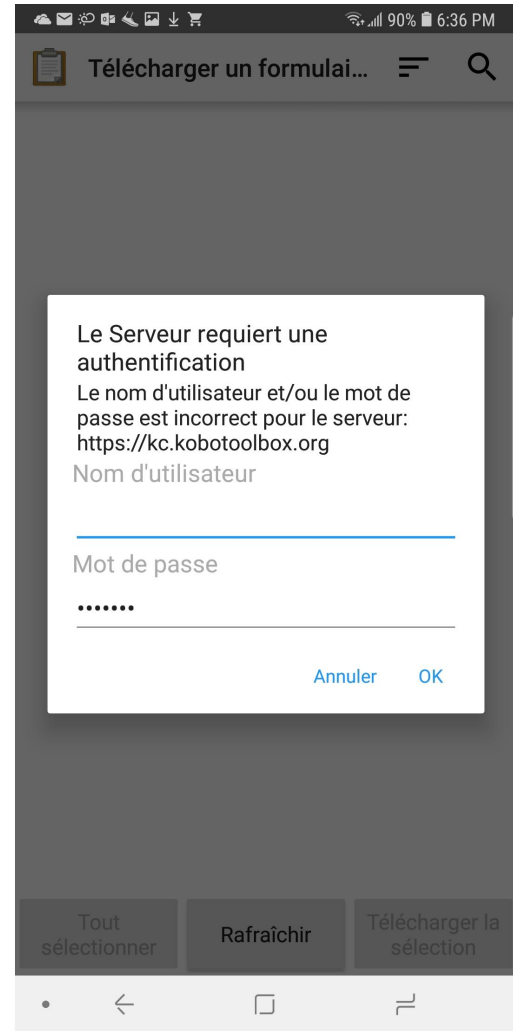 90% 6:36 PM
Télécharger un formulai...
Le Serveur requiert une
authentification
Le nom d'utilisateur et/ou le mot de
passe est incorrect pour le serveur:
https://kc.kobotoolbox.org
Nom d'utilisateur
Mot de passe
•••••••
Annuler OK
Tout
sélectionner
Rafraîchir
Télécharger la
sélection